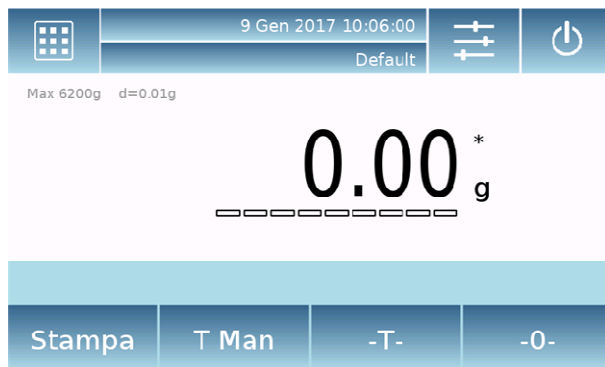 9 Gen 2017 10:06:00
Default
Max 6200g d=0.01g
0.00 *
g
Stampa T Man -T- -0-